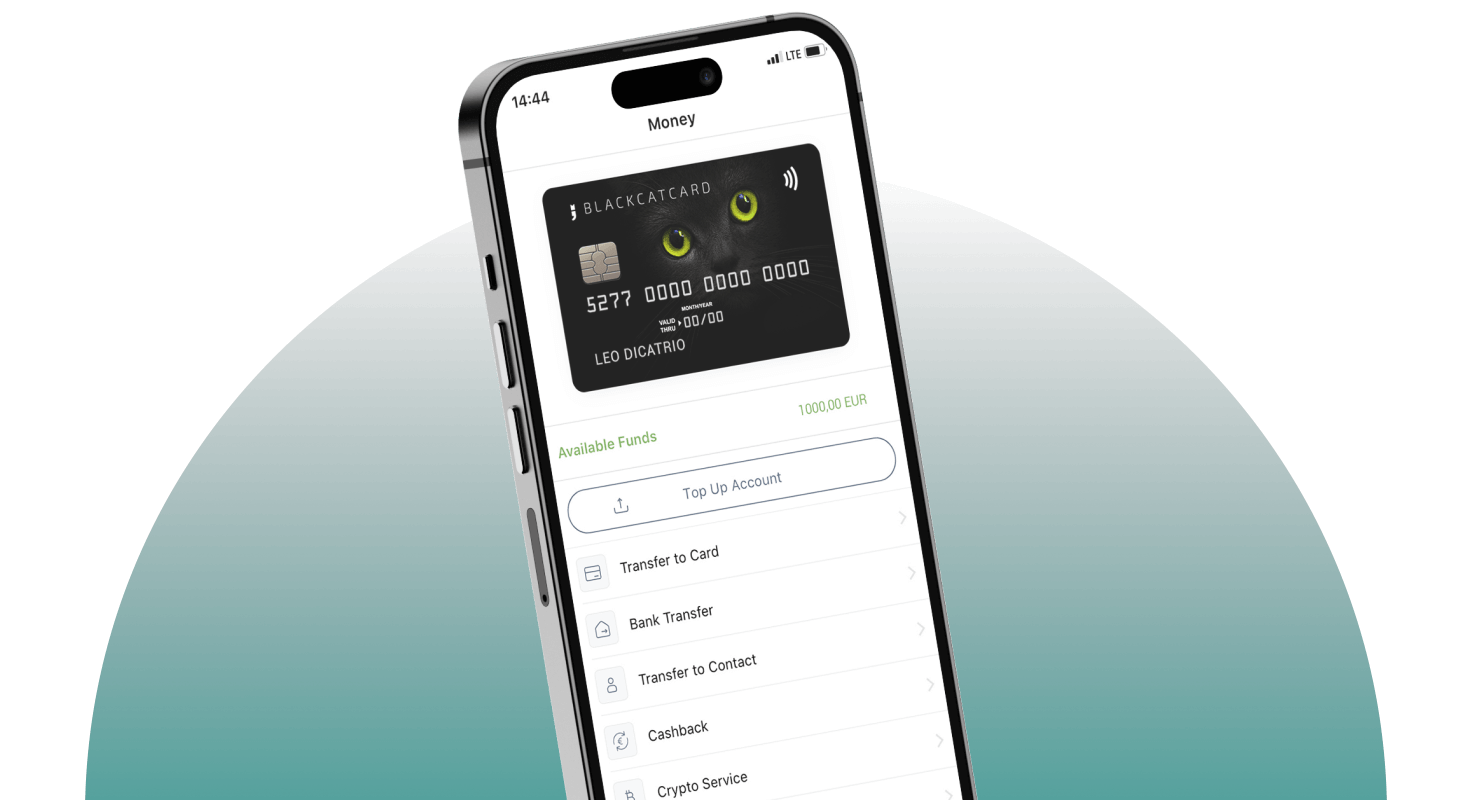 14:44
LTE
Money
BLACKCATCARD
5277 0000 0000 0000
MONTH/YEAR
VALID THRU
00/00
LEO DICATRIO
Available Funds
1000,00 EUR
Top Up Account
Transfer to Card
Bank Transfer
Transfer to Contact
Cashback
Crypto Service